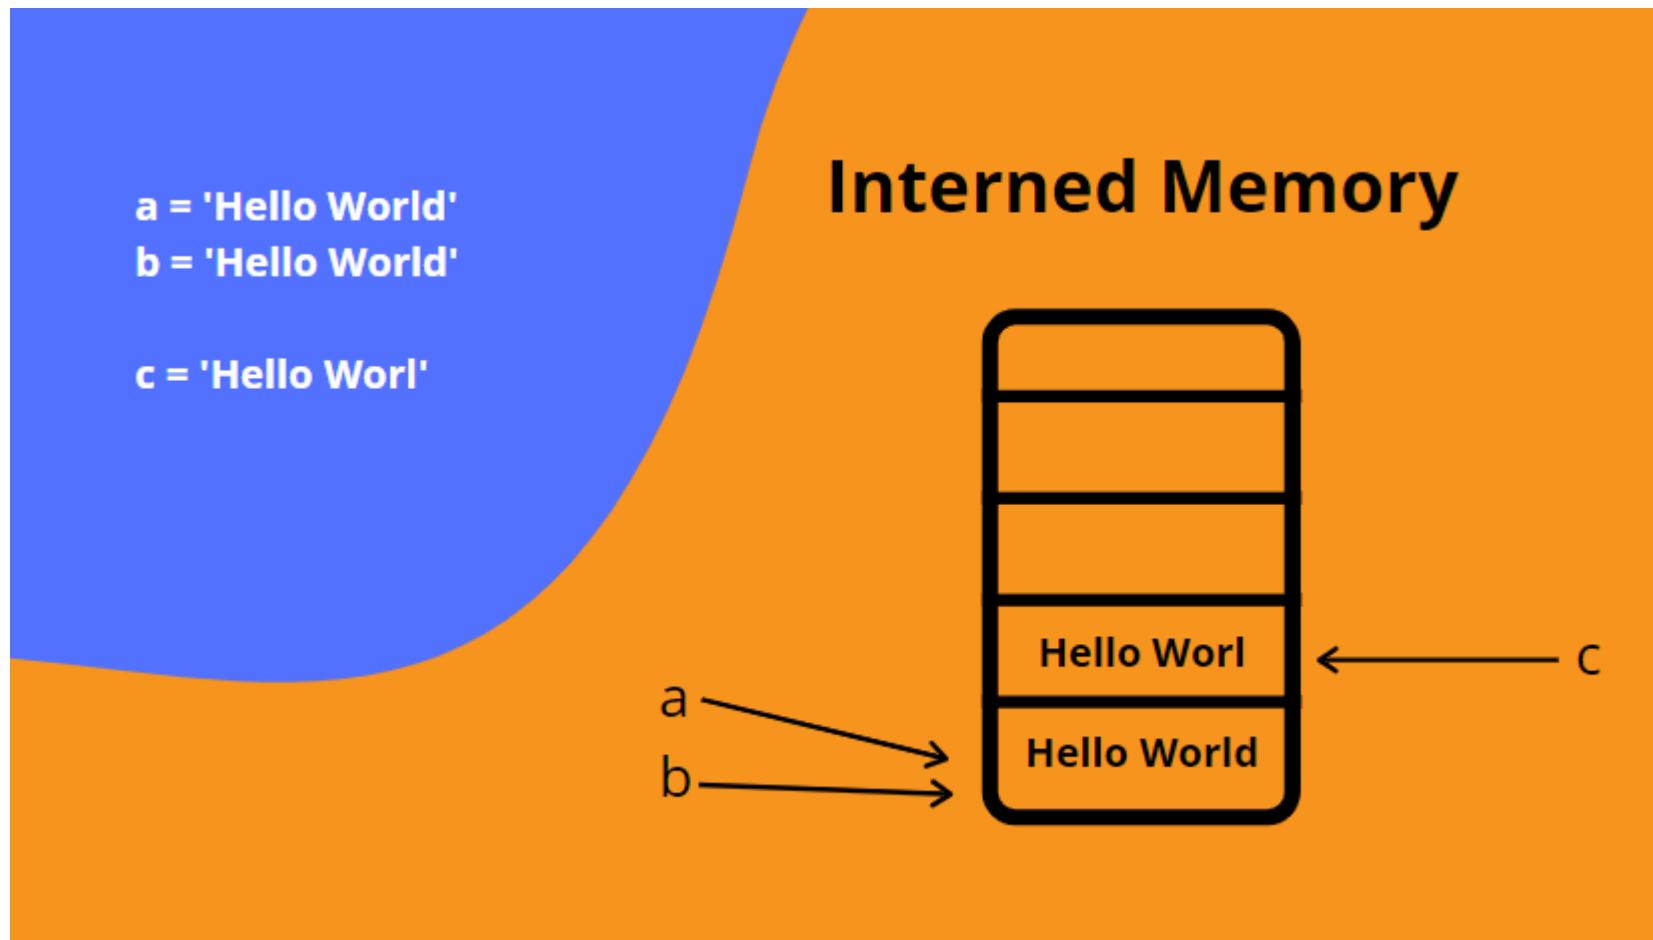 a = 'Hello World'
b = 'Hello World'
c = 'Hello Worl'
Interned Memory
Hello Worl
c
a
Hello World
b